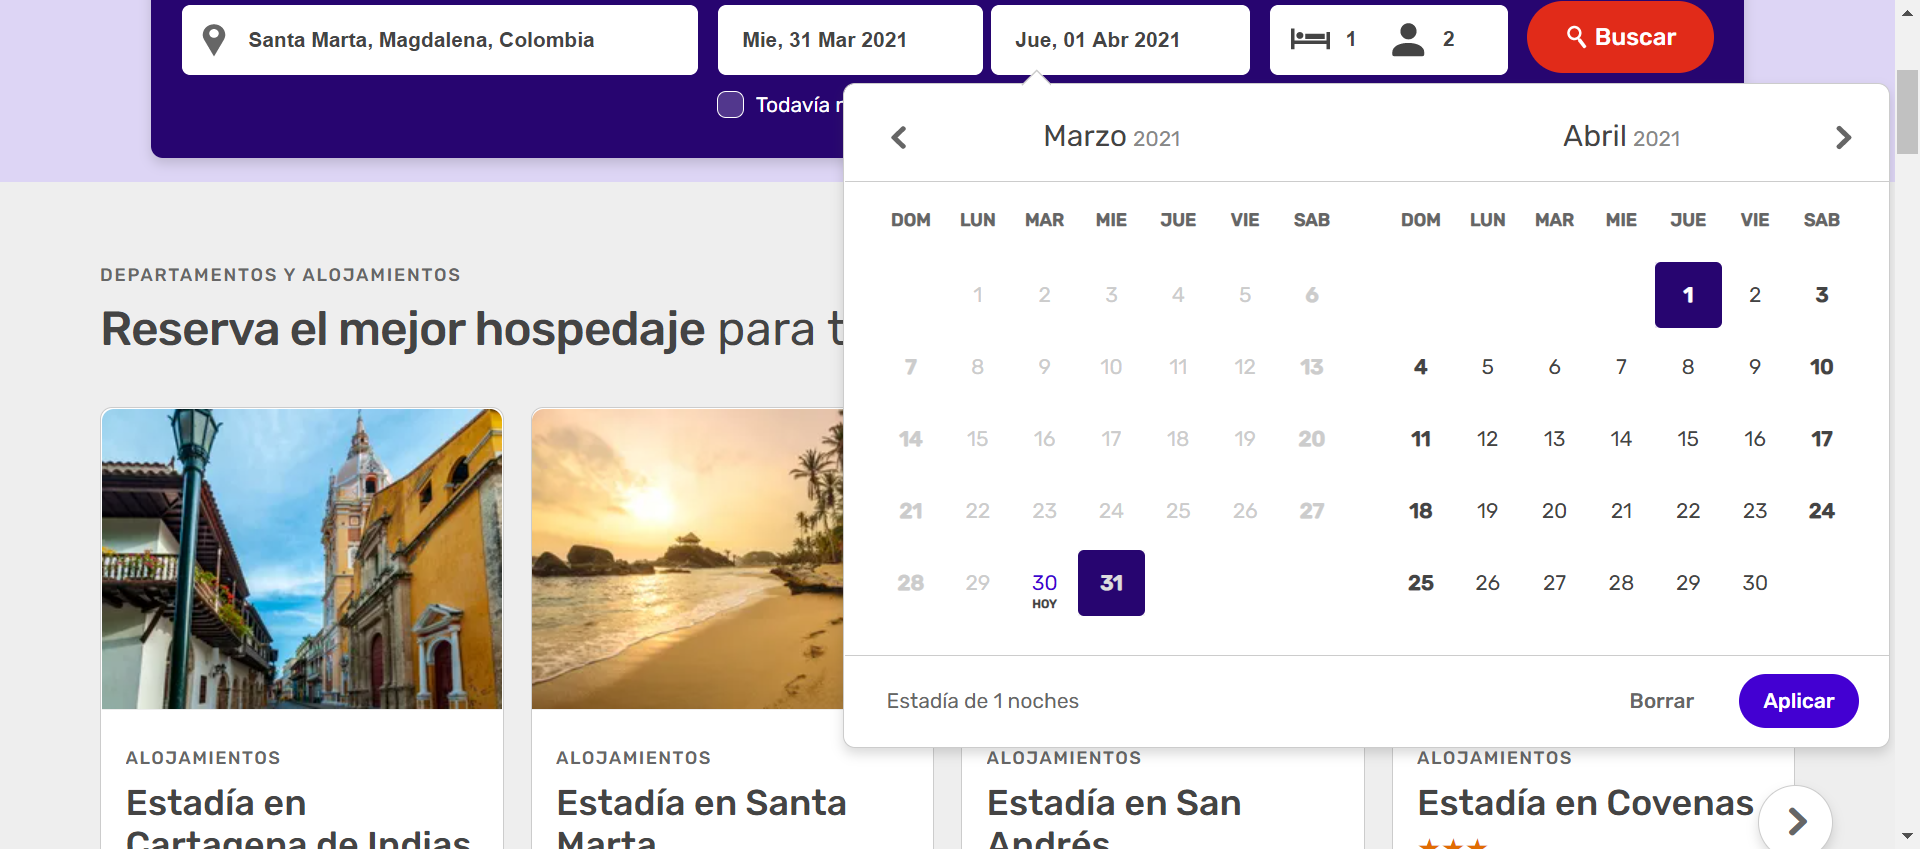 Santa Marta, Magdalena, Colombia
Mie, 31 Mar 2021
Jue, 01 Abr 2021
1
2
Buscar
Todavía
Marzo 2021
Abril 2021
DOM LUN MAR MIE JUE VIE SAB
1 2 3 4 5 6
7 8 9 10 11 12 13
14 15 16 17 18 19 20
21 22 23 24 25 26 27
28 29 30 31
HOY
DOM LUN MAR MIE JUE VIE SAB
1 2 3
4 5 6 7 8 9 10
11 12 13 14 15 16 17
18 19 20 21 22 23 24
25 26 27 28 29 30
Estadía de 1 noches
Borrar
Aplicar
DEPARTAMENTOS Y ALOJAMIENTOS
Reserva el mejor hospedaje para
ALOJAMIENTOS
Estadía en
Cartagena de Indias
ALOJAMIENTOS
Estadía en Santa
Marta
ALOJAMIENTOS
Estadía en San
Andrés
ALOJAMIENTOS
Estadía en Covenas